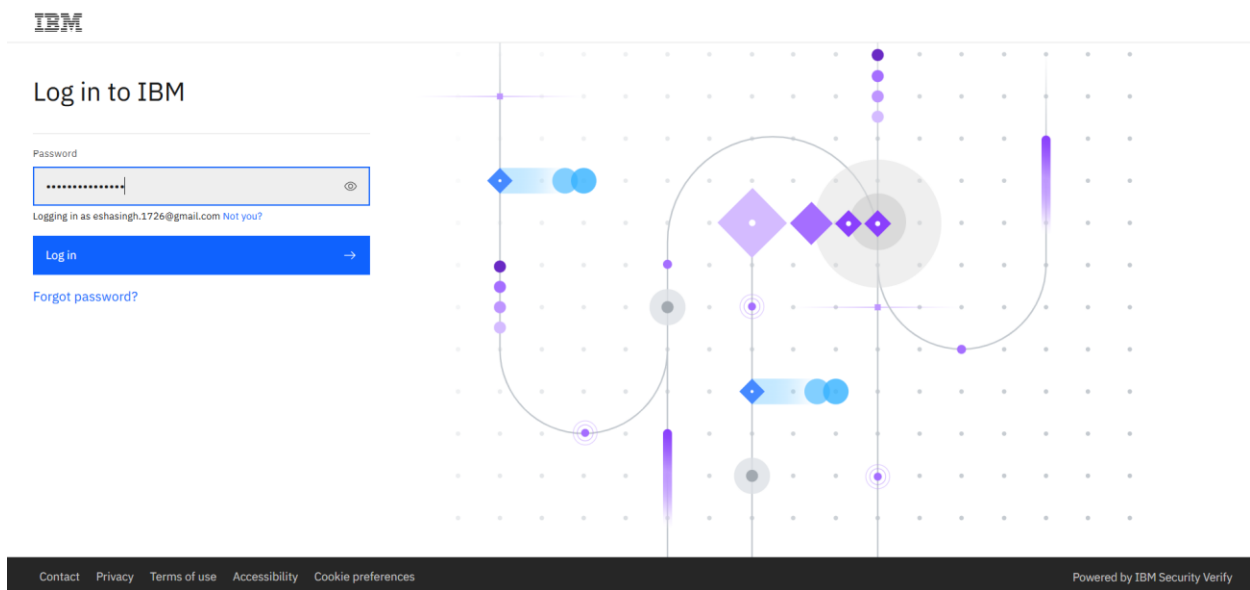 IBM
Log in to IBM
Password
•••••••••••••••
Logging in as eshasingh.1726@gmail.com Not you?
Log in →
Forgot password?
Contact Privacy Terms of use Accessibility Cookie preferences
Powered by IBM Security Verify